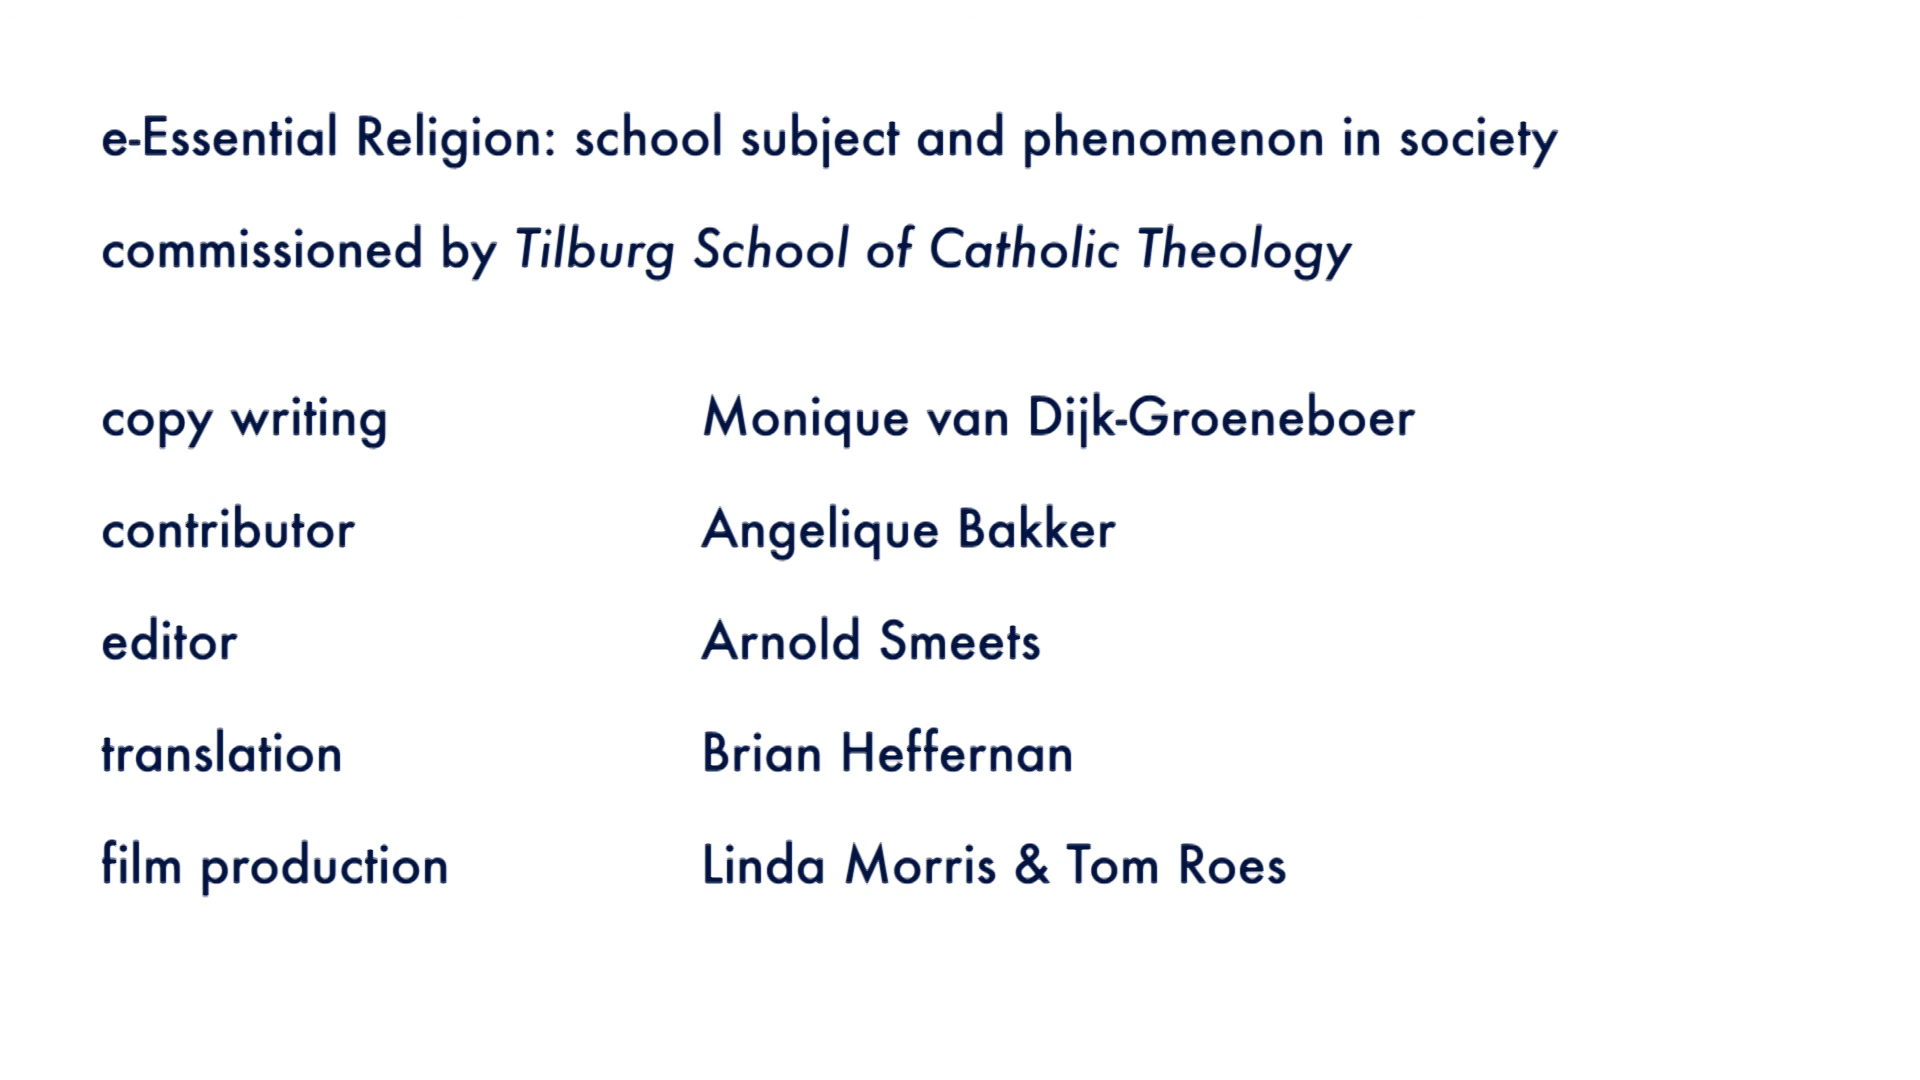 e-Essential Religion: school subject and phenomenon in society
commissioned by Tilburg School of Catholic Theology
copy writing Monique van Dijk-Groeneboer
contributor Angelique Bakker
editor Arnold Smeets
translation Brian Heffernan
film production Linda Morris & Tom Roes